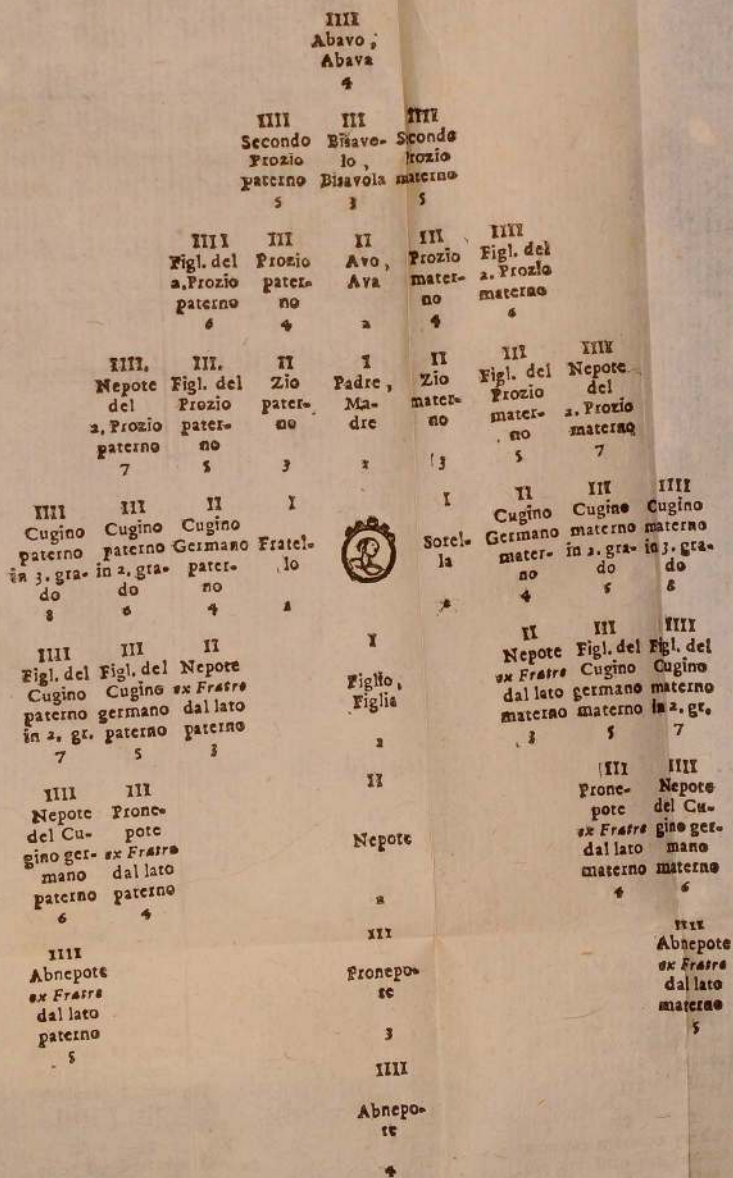 IIII
Abavo,
Abava
4
IIII
Secondo
Prozio
paterno
5
III
Bisave-
lo,
Bisavola
3
IIII
Secondo
Prozio
materno
5
IIII
Figl. del
2.Prozio
paterno
6
III
Prozio
pater-
no
4
II
Avo,
Ava
2
III
Prozio
mater-
no
4
IIII
Figl. del
2. Prozio
materno
6
IIII.
Nepote
del
2. Prozio
paterno
7
III.
Figl. del
Prozio
pater-
no
5
II
Zio
pater-
no
3
I
Padre,
Ma-
dre
1
II
Zio
mater-
no
3
III
Figl. del
Prozio
mater-
no
5
IIII
Nepote
del
2. Prozio
materno
7
IIII
Cugino
paterno
in 3. gra-
do
8
III
Cugino
paterno
in 2. gra-
do
6
II
Cugino
Germano
pater-
no
4
I
Fratel-
lo
2
I
Sorel-
la
2
II
Cugino
Germano
mater-
no
4
III
Cugino
materno
in 2. gra-
do
6
IIII
Cugino
materno
in 3. gra-
do
8
IIII
Figl. del
Cugino
paterno
in 2. gr.
7
III
Figl. del
Cugino
germano
paterno
5
II
Nepote
ex Fratre
dal lato
paterno
3
I
Figlio,
Figlia
1
II
Nepote
ex Fratre
dal lato
materno
3
III
Figl. del
Cugino
germano
materno
5
IIII
Figl. del
Cugino
materno
in 2. gr.
7
IIII
Nepote
del Cu-
gino ger-
mano
paterno
6
III
Prone-
pote
ex Fratre
dal lato
paterno
4
II
Nepote
2
III
Prone-
pote
ex Fratre
dal lato
materno
4
IIII
Nepote
del Cu-
gino ger-
mano
materno
6
IIII
Abnepote
ex Fratre
dal lato
paterno
5
III
Pronepo-
te
3
IIII
Abnepote
ex Fratre
dal lato
materno
5
IIII
Abnepo-
te
4